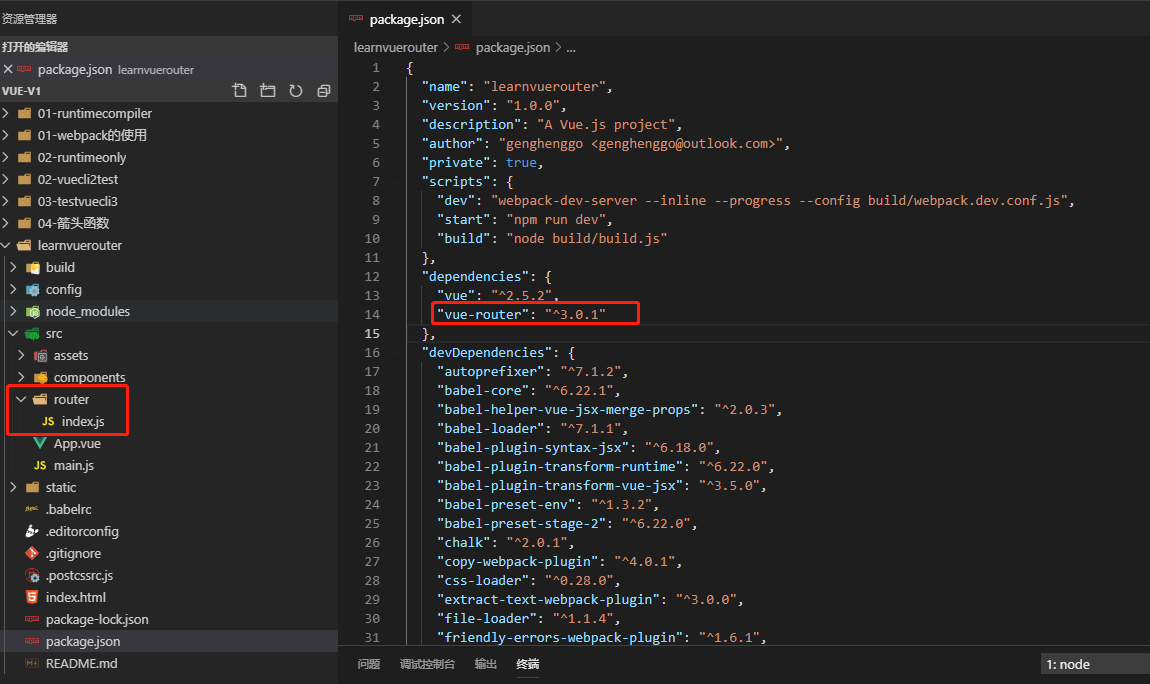 资源管理器
打开的编辑器
package.json learnvuerouter
VUE-V1
01-runtimecompiler
01-webpack的使用
02-runtimeonly
02-vuecli2test
03-testvuecli3
04-箭头函数
learnvuerouter
build
config
node_modules
src
assets
components
router
JS index.js
App.vue
JS main.js
static
.babelrc
.editorconfig
.gitignore
.postcssrc.js
index.html
package-lock.json
package.json
README.md
package.json
learnvuerouter > package.json > ...
1 {
2 "name": "learnvuerouter",
3 "version": "1.0.0",
4 "description": "A Vue.js project",
5 "author": "genghenggo <genghenggo@outlook.com>",
6 "private": true,
7 "scripts": {
8 "dev": "webpack-dev-server --inline --progress --config build/webpack.dev.conf.js",
9 "start": "npm run dev",
10 "build": "node build/build.js"
11 },
12 "dependencies": {
13 "vue": "^2.5.2",
14 "vue-router": "^3.0.1"
15 },
16 "devDependencies": {
17 "autoprefixer": "^7.1.2",
18 "babel-core": "^6.22.1",
19 "babel-helper-vue-jsx-merge-props": "^2.0.3",
20 "babel-loader": "^7.1.1",
21 "babel-plugin-syntax-jsx": "^6.18.0",
22 "babel-plugin-transform-runtime": "^6.22.0",
23 "babel-plugin-transform-vue-jsx": "^3.5.0",
24 "babel-preset-env": "^1.3.2",
25 "babel-preset-stage-2": "^6.22.0",
26 "chalk": "^2.0.1",
27 "copy-webpack-plugin": "^4.0.1",
28 "css-loader": "^0.28.0",
29 "extract-text-webpack-plugin": "^3.0.0",
30 "file-loader": "^1.1.4",
31 "friendly-errors-webpack-plugin": "^1.6.1",
问题 调试控制台 输出 终端 1: node